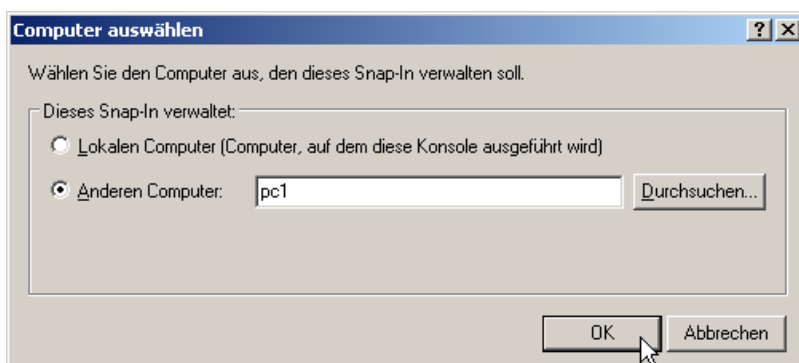 Computer auswählen
Wählen Sie den Computer aus, den dieses Snap-In verwalten soll.
Dieses Snap-In verwaltet:
Lokalen Computer (Computer, auf dem diese Konsole ausgeführt wird)
Anderen Computer: pc1 Durchsuchen...
OK Abbrechen